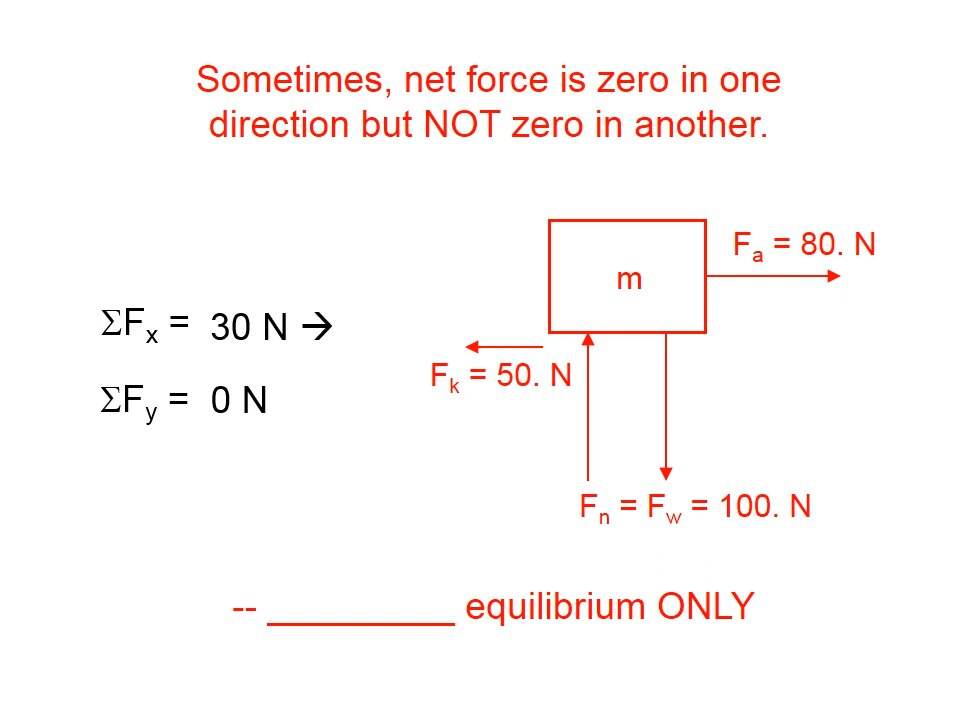 Sometimes, net force is zero in one
direction but NOT zero in another.
m
Fa = 80. N
ΣFx = 30 N →
Fk = 50. N
ΣFy = 0 N
Fn = Fw = 100. N
-- _________ equilibrium ONLY